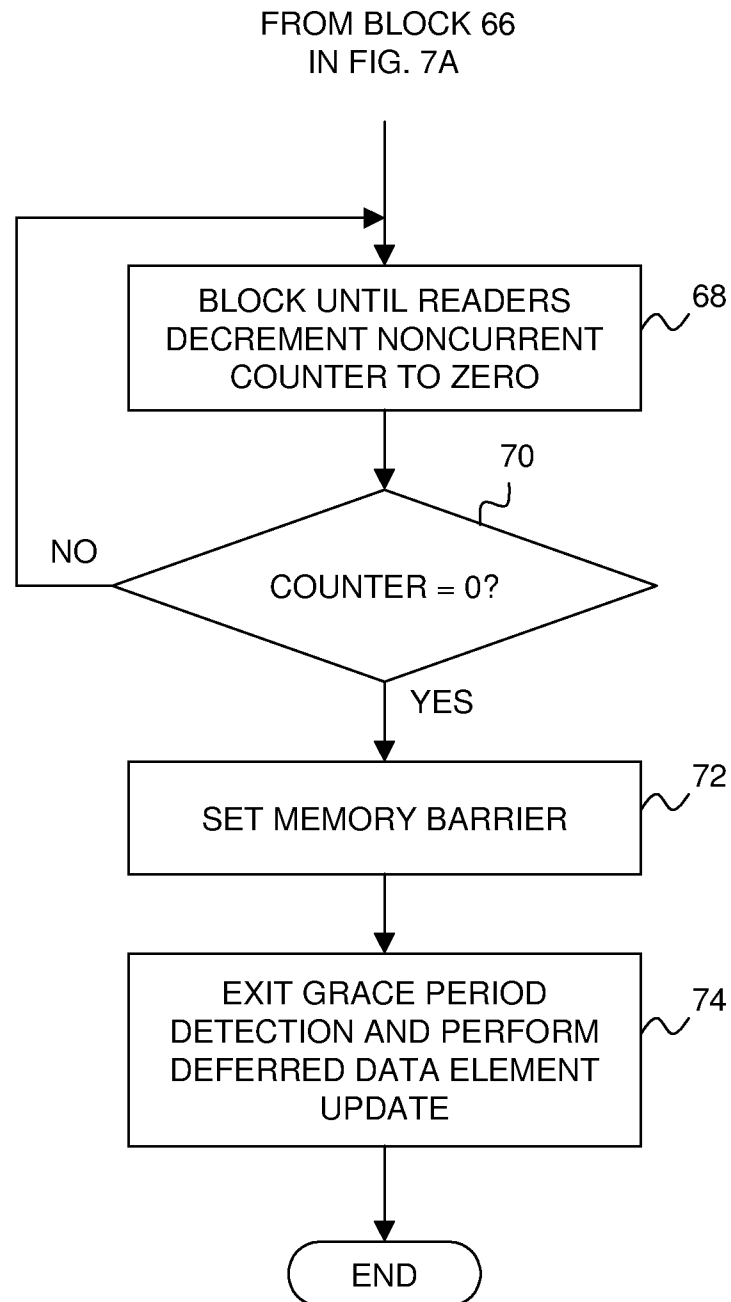 FROM BLOCK 66
IN FIG. 7A
BLOCK UNTIL READERS
DECREMENT NONCURRENT
COUNTER TO ZERO
68
70
NO
COUNTER = 0?
YES
72
SET MEMORY BARRIER
EXIT GRACE PERIOD
DETECTION AND PERFORM
DEFERRED DATA ELEMENT
UPDATE
74
END